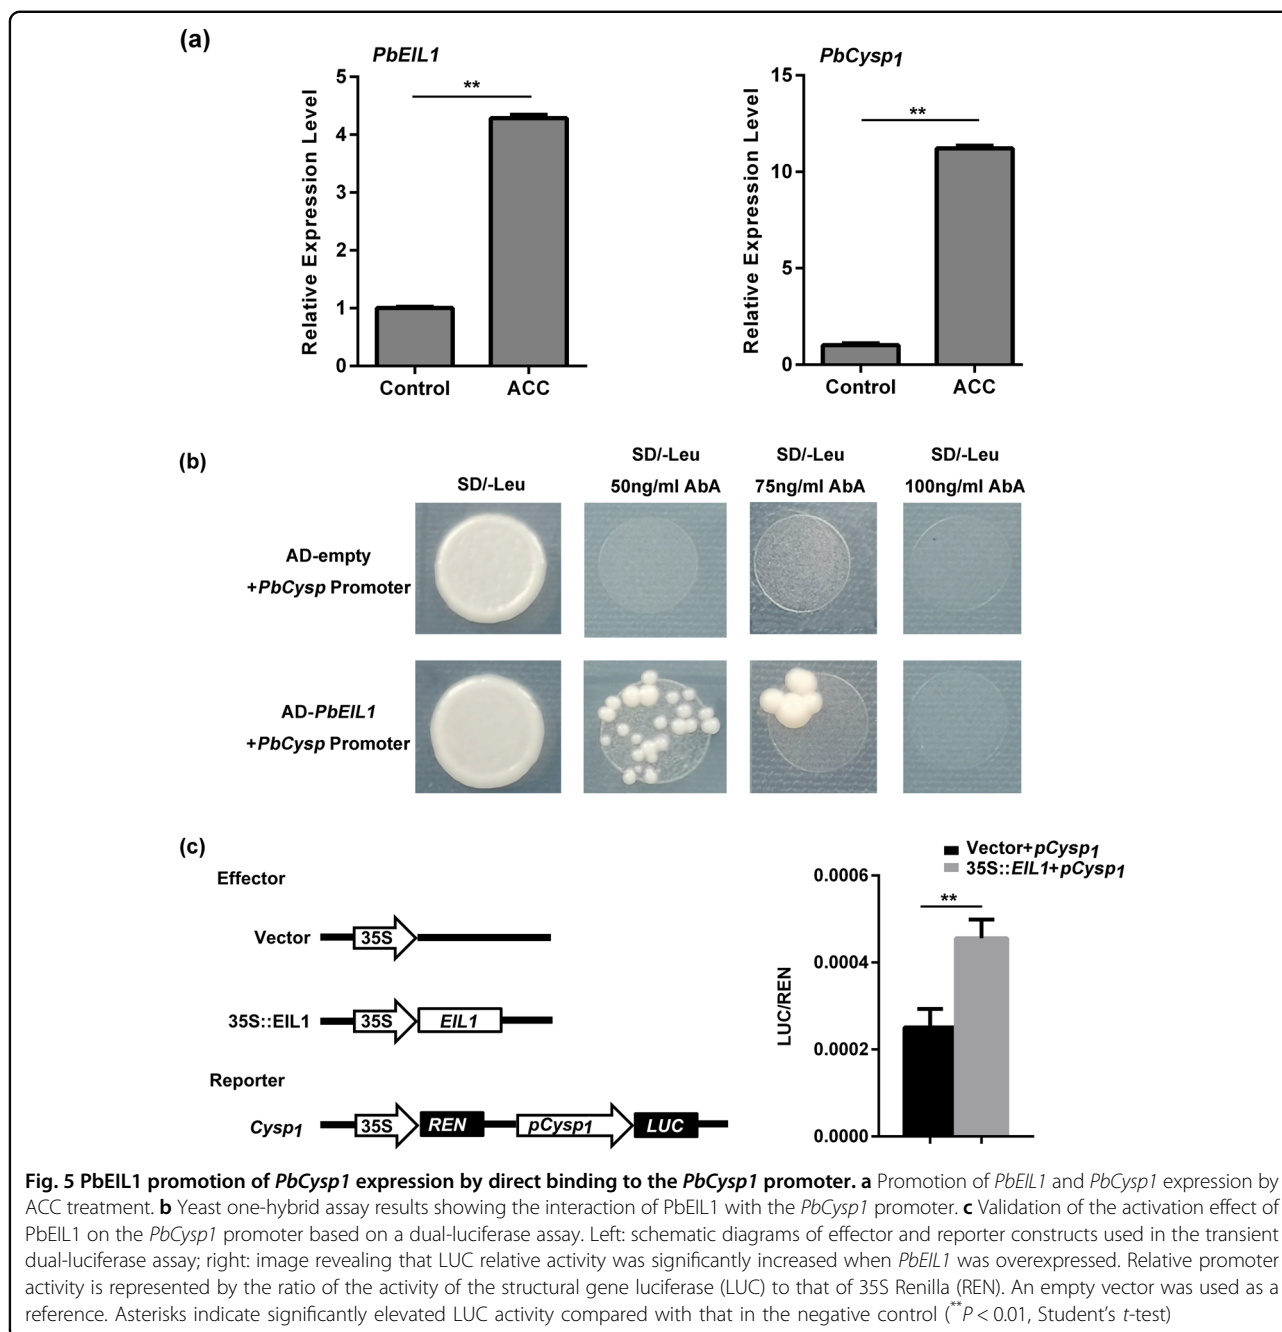 (a)
PbEIL1
Relative Expression Level
5
4
3
2
1
0
**
Control
ACC
PbCysp1
Relative Expression Level
15
10
5
0
**
Control
ACC
(b)
SD/-Leu
SD/-Leu
50ng/ml AbA
SD/-Leu
75ng/ml AbA
SD/-Leu
100ng/ml AbA
AD-empty
+PbCysp Promoter
AD-PbEIL1
+PbCysp Promoter
(c)
Effector
Vector
35S
35S::EIL1
35S
EIL1
Reporter
Cysp1
35S
REN
pCysp1
LUC
Vector+pCysp1
35S::EIL1+pCysp1
LUC/REN
0.0006
0.0004
0.0002
0.0000
**
Fig. 5 PbEIL1 promotion of PbCysp1 expression by direct binding to the PbCysp1 promoter. a Promotion of PbEIL1 and PbCysp1 expression by
ACC treatment. b Yeast one-hybrid assay results showing the interaction of PbEIL1 with the PbCysp1 promoter. c Validation of the activation effect of
PbEIL1 on the PbCysp1 promoter based on a dual-luciferase assay. Left: schematic diagrams of effector and reporter constructs used in the transient
dual-luciferase assay; right: image revealing that LUC relative activity was significantly increased when PbEIL1 was overexpressed. Relative promoter
activity is represented by the ratio of the activity of the structural gene luciferase (LUC) to that of 35S Renilla (REN). An empty vector was used as a
reference. Asterisks indicate significantly elevated LUC activity compared with that in the negative control (**P < 0.01, Student's t-test)